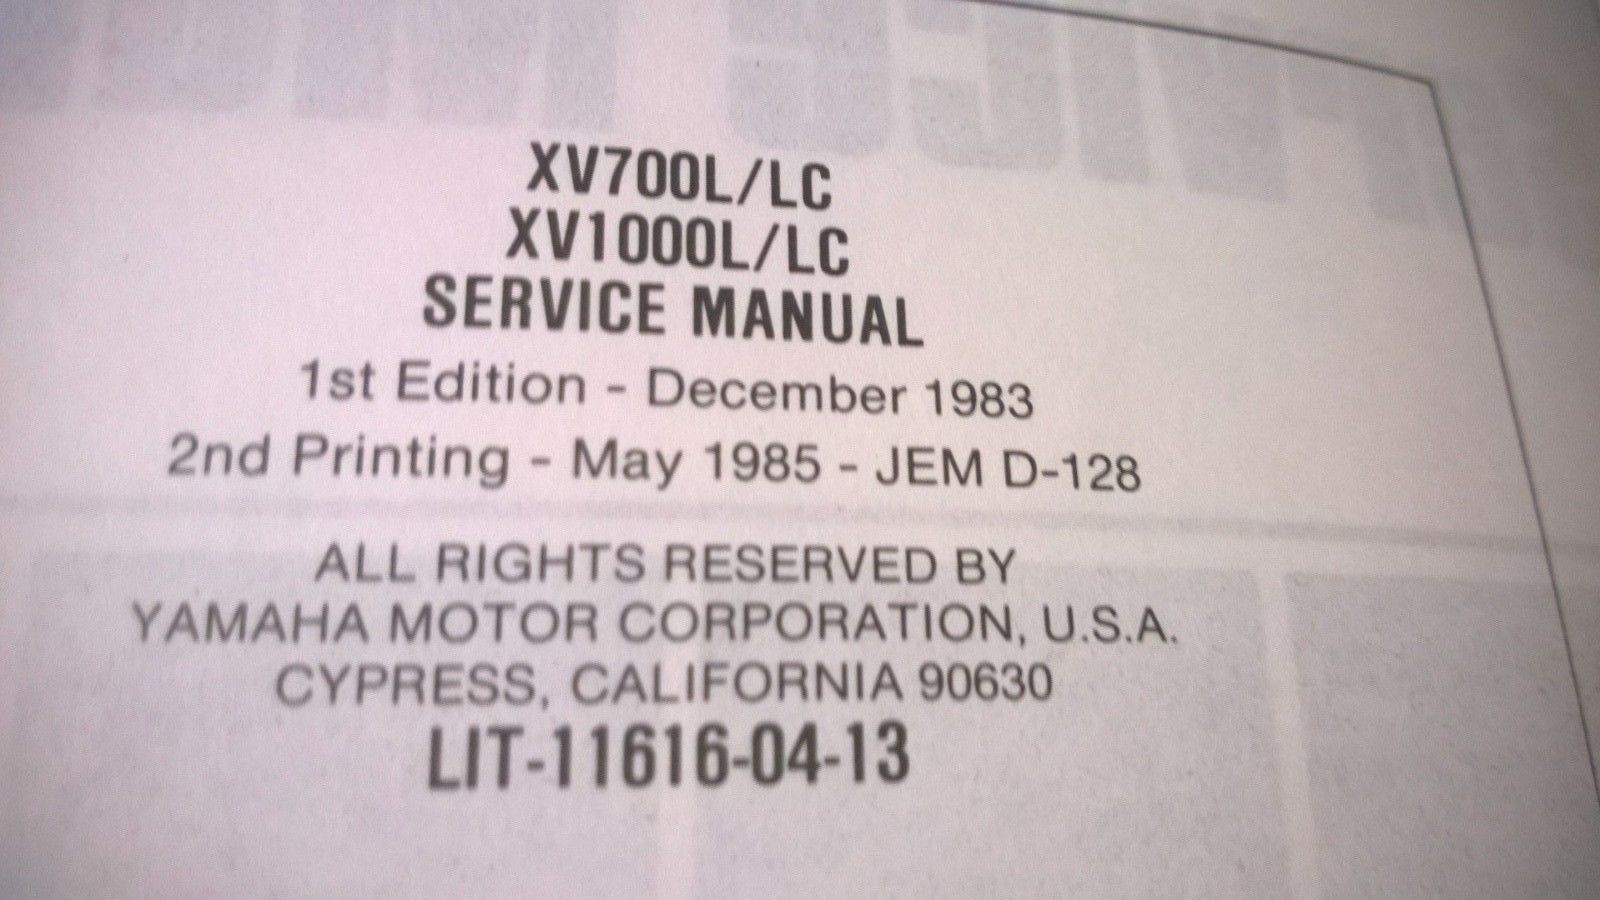 XV700L/LC
XV1000L/LC
SERVICE MANUAL
1st Edition - December 1983
2nd Printing - May 1985 - JEM D-128
ALL RIGHTS RESERVED BY
YAMAHA MOTOR CORPORATION, U.S.A.
CYPRESS, CALIFORNIA 90630
LIT-11616-04-13